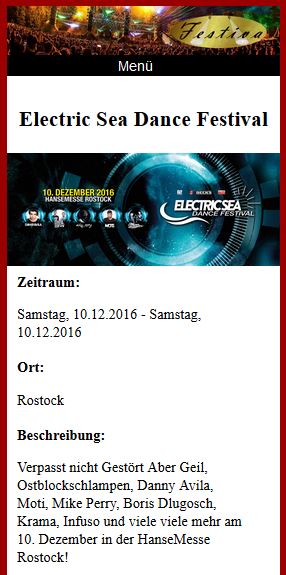 Festiva
Menü
Electric Sea Dance Festival
10. DEZEMBER 2016
HANSEMESSE ROSTOCK
ELECTRIC SEA
DANCE FESTIVAL
Zeitraum:
Samstag, 10.12.2016 - Samstag,
10.12.2016
Ort:
Rostock
Beschreibung:
Verpasst nicht Gestört Aber Geil,
Ostblockschlampen, Danny Avila,
Moti, Mike Perry, Boris Dlugosch,
Krama, Infuso und viele viele mehr am
10. Dezember in der HanseMesse
Rostock!